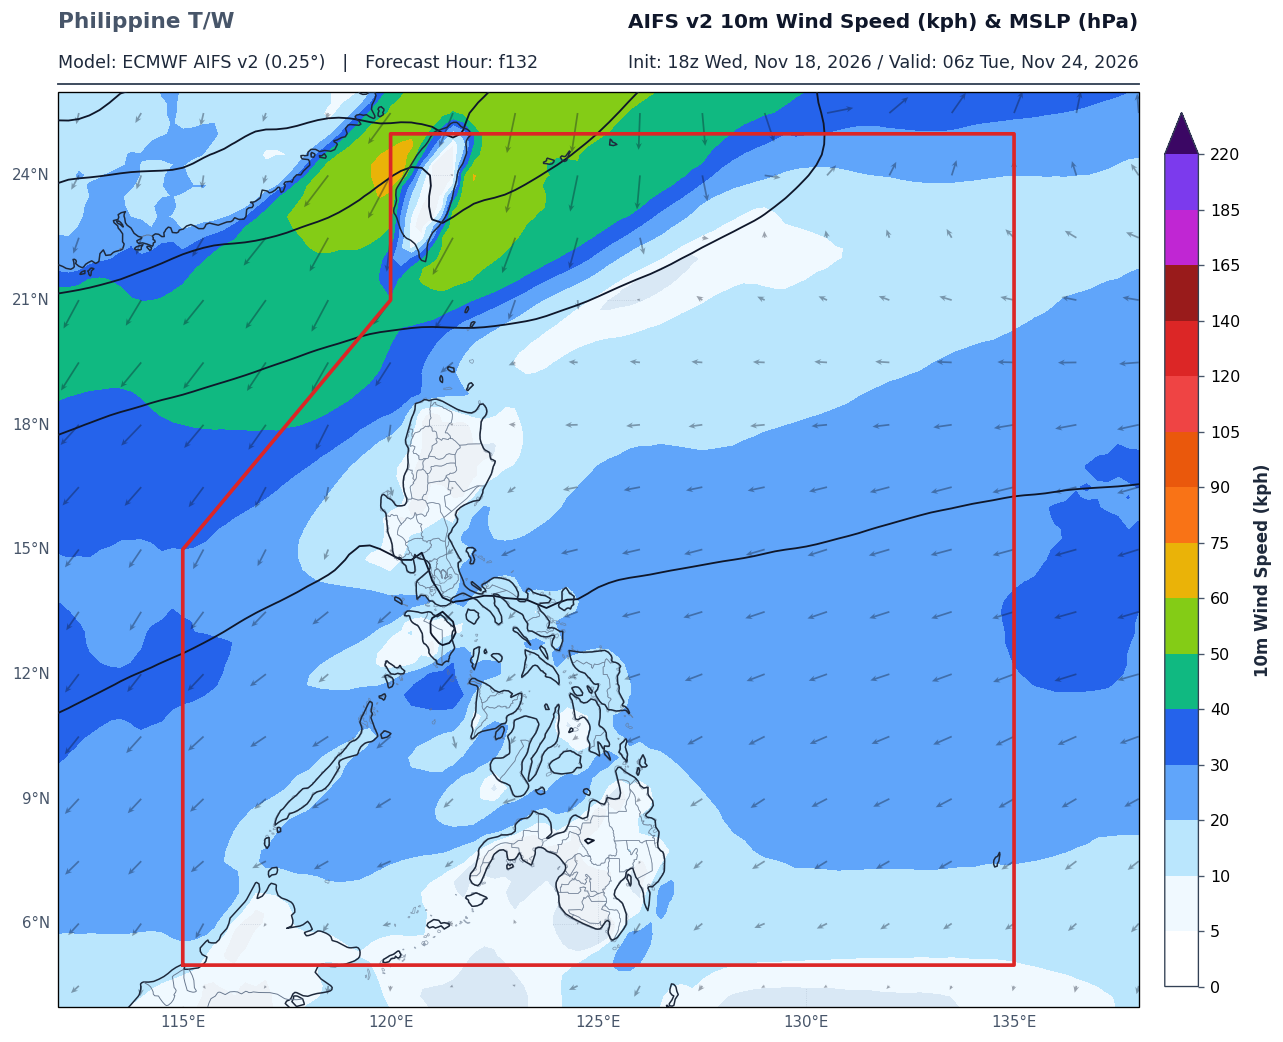 Philippine T/W
AIFS v2 10m Wind Speed (kph) & MSLP (hPa)
Model: ECMWF AIFS v2 (0.25°) | Forecast Hour: f132
Init: 18z Wed, Nov 18, 2026 / Valid: 06z Tue, Nov 24, 2026
24°N
21°N
18°N
15°N
12°N
9°N
6°N
115°E
120°E
125°E
130°E
135°E
220
185
165
140
120
105
90
75
60
50
40
30
20
10
5
0
10m Wind Speed (kph)